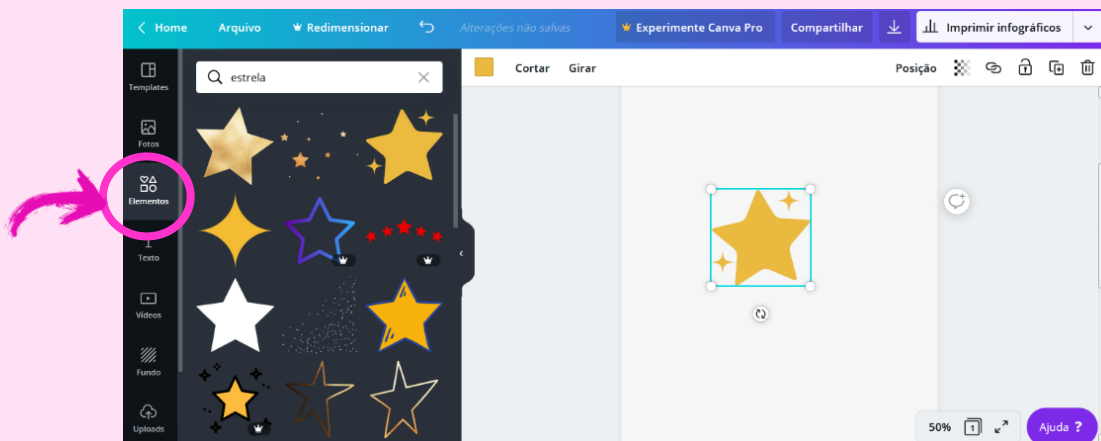 Home
Arquivo
Redimensionar
Alterações não salvas
Experimente Canva Pro
Compartilhar
Imprimir infográficos
Templates
Fotos
Elementos
Texto
Vídeos
Fundo
Uploads
estrela
Cortar
Girar
Posição
50%
1
Ajuda ?